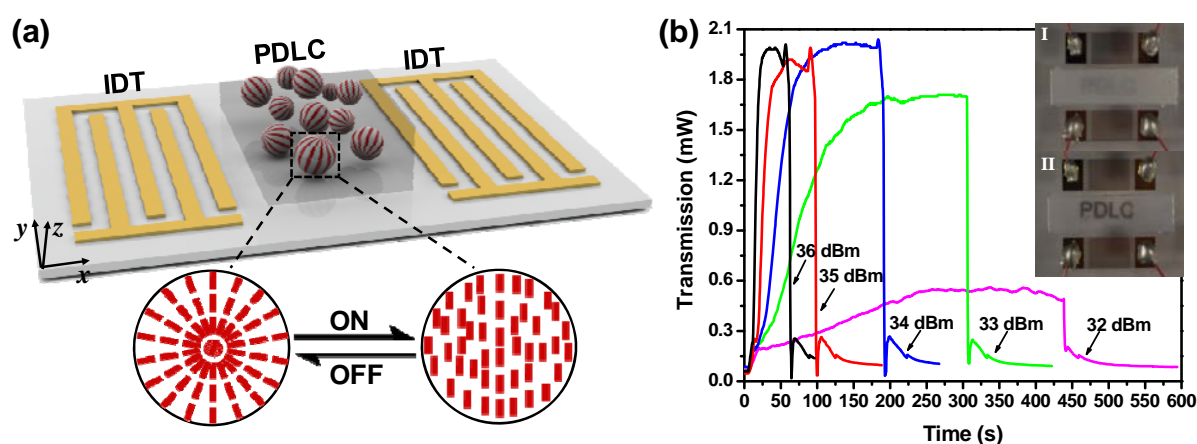 (a)
IDT
PDLC
IDT
y
z
x
ON
OFF
(b)
Transmission (mW)
2.1
1.8
1.5
1.2
0.9
0.6
0.3
0.0
I
PDLC
II
PDLC
36 dBm
35 dBm
34 dBm
33 dBm
32 dBm
0 50 100 150 200 250 300 350 400 450 500 550 600
Time (s)